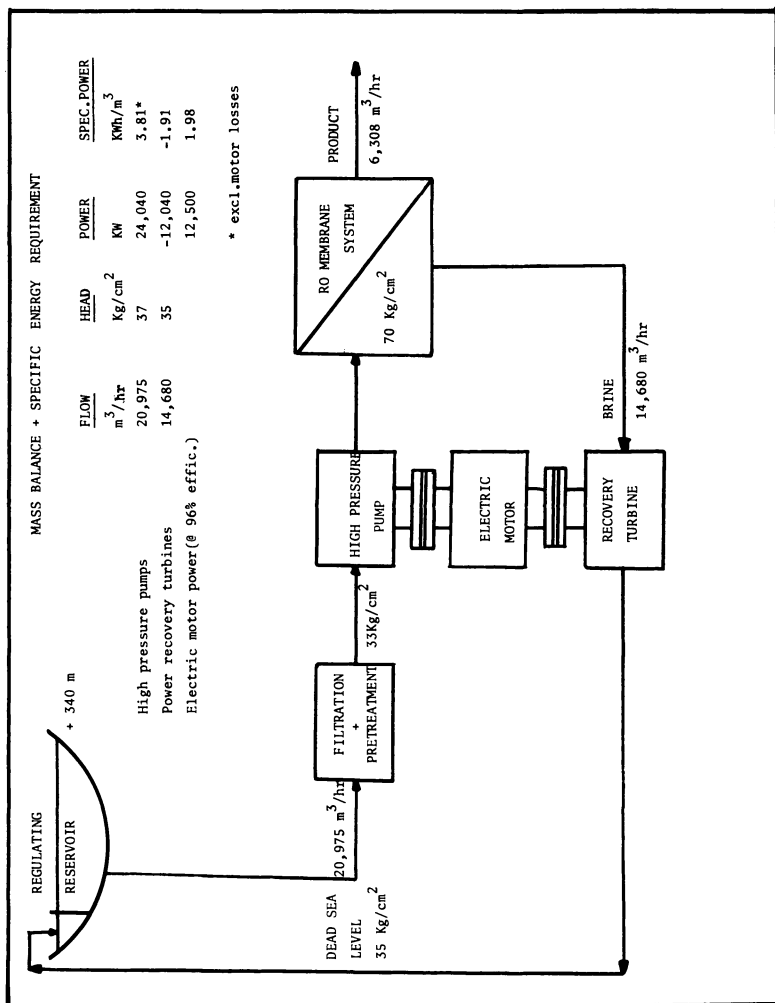 MASS BALANCE + SPECIFIC ENERGY REQUIREMENT
FLOW HEAD POWER SPEC.POWER
m³/hr Kg/cm² KW KWh/m³
High pressure pumps 20,975 37 24,040 3.81*
Power recovery turbines 14,680 35 -12,040 -1.91
Electric motor power(@ 96% effic.) 12,500 1.98
* excl.motor losses
REGULATING
RESERVOIR
+ 340 m
DEAD SEA
LEVEL
35 Kg/cm²
20,975 m³/hr
FILTRATION
+
PRETREATMENT
33Kg/cm²
HIGH PRESSURE
PUMP
ELECTRIC
MOTOR
RECOVERY
TURBINE
RO MEMBRANE
SYSTEM
70 Kg/cm²
PRODUCT
6,308 m³/hr
BRINE
14,680 m³/hr